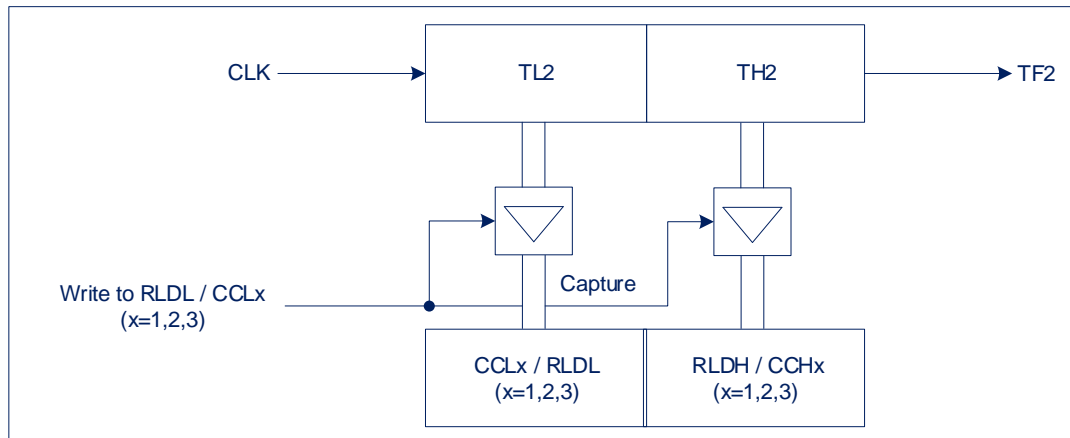 CLK
TL2
TH2
TF2
Write to RLDL / CCLx
(x=1,2,3)
Capture
CCLx / RLDL
(x=1,2,3)
RLDH / CCHx
(x=1,2,3)